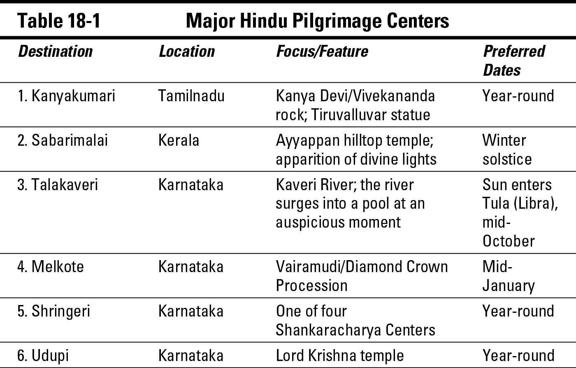 Table 18-1 Major Hindu Pilgrimage Centers
Destination Location Focus/Feature Preferred
Dates
1. Kanyakumari Tamilnadu Kanya Devi/Vivekananda Year-round
rock; Tiruvalluvar statue
2. Sabarimalai Kerala Ayyappan hilltop temple; Winter
apparition of divine lights solstice
3. Talakaveri Karnataka Kaveri River; the river Sun enters
surges into a pool at an Tula (Libra),
auspicious moment mid-
October
4. Melkote Karnataka Vairamudi/Diamond Crown Mid-
Procession January
5. Shringeri Karnataka One of four Year-round
Shankaracharya Centers
6. Udupi Karnataka Lord Krishna temple Year-round